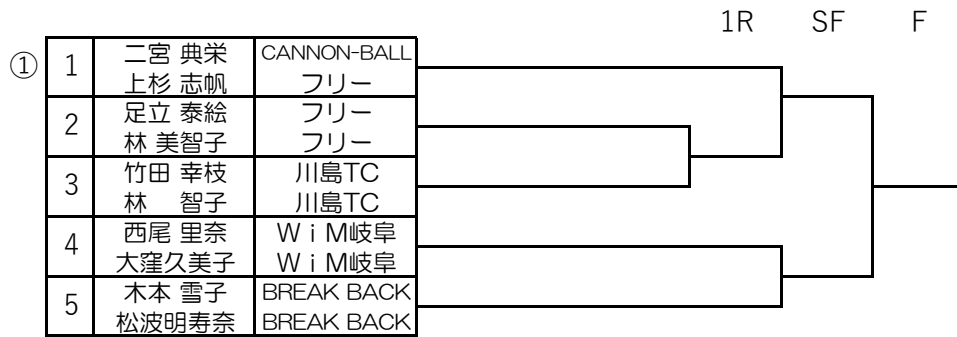 1R SF F
① 1 二宮 典栄 CANNON-BALL
上杉 志帆 フリー
2 足立 泰絵 フリー
林 美智子 フリー
3 竹田 幸枝 川島TC
林 智子 川島TC
4 西尾 里奈 WiM岐阜
大窪久美子 WiM岐阜
5 木本 雪子 BREAK BACK
松波明寿奈 BREAK BACK